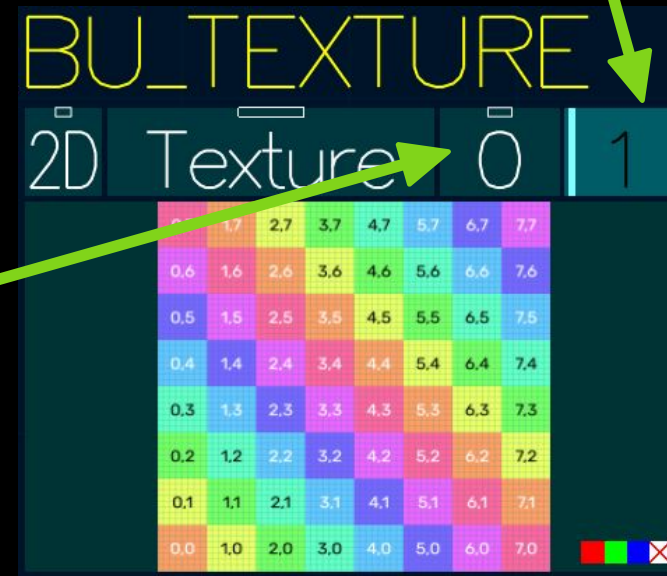 BU_TEXTURE
2D Texture 0 1
1,7 2,7 3,7 4,7 5,7 6,7 7,7
0,6 1,6 2,6 3,6 4,6 5,6 6,6 7,6
0,5 1,5 2,5 3,5 4,5 5,5 6,5 7,5
0,4 1,4 2,4 3,4 4,4 5,4 6,4 7,4
0,3 1,3 2,3 3,3 4,3 5,3 6,3 7,3
0,2 1,2 2,2 3,2 4,2 5,2 6,2 7,2
0,1 1,1 2,1 3,1 4,1 5,1 6,1 7,1
0,0 1,0 2,0 3,0 4,0 5,0 6,0 7,0